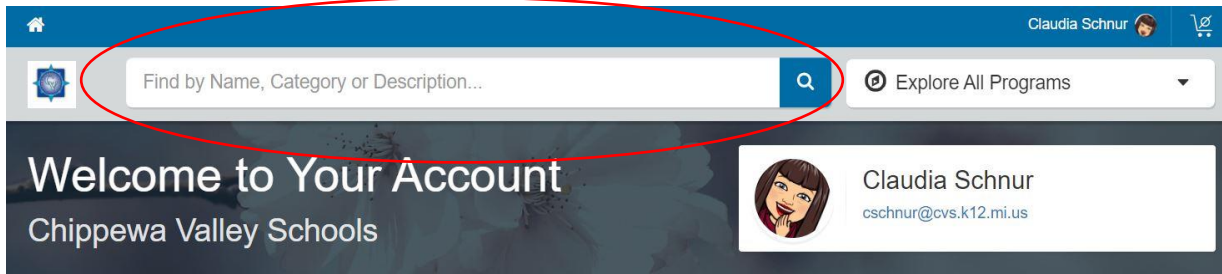 Claudia Schnur
Find by Name, Category or Description...
Explore All Programs
Welcome to Your Account
Chippewa Valley Schools
Claudia Schnur
cschnur@cvs.k12.mi.us